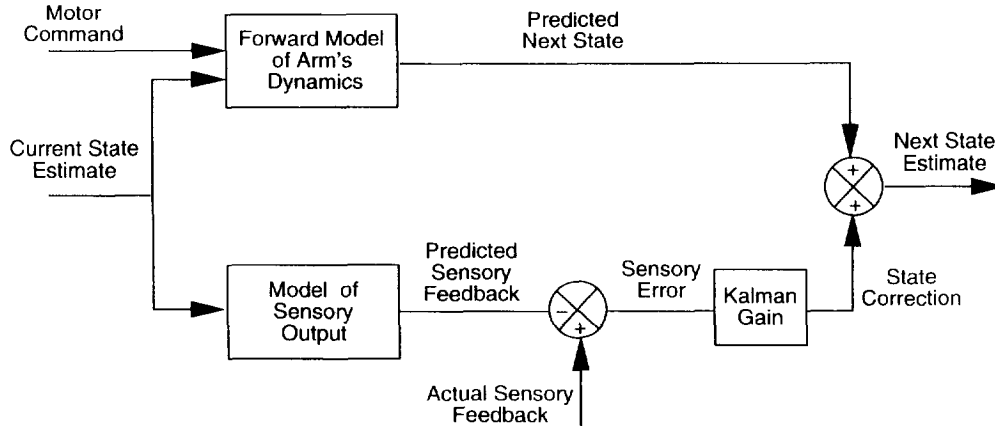 Motor
Command
Forward Model
of Arm's
Dynamics
Predicted
Next State
Current State
Estimate
+
+
Next State
Estimate
Model of
Sensory
Output
Predicted
Sensory
Feedback
-
+
Sensory
Error
Kalman
Gain
State
Correction
Actual Sensory
Feedback